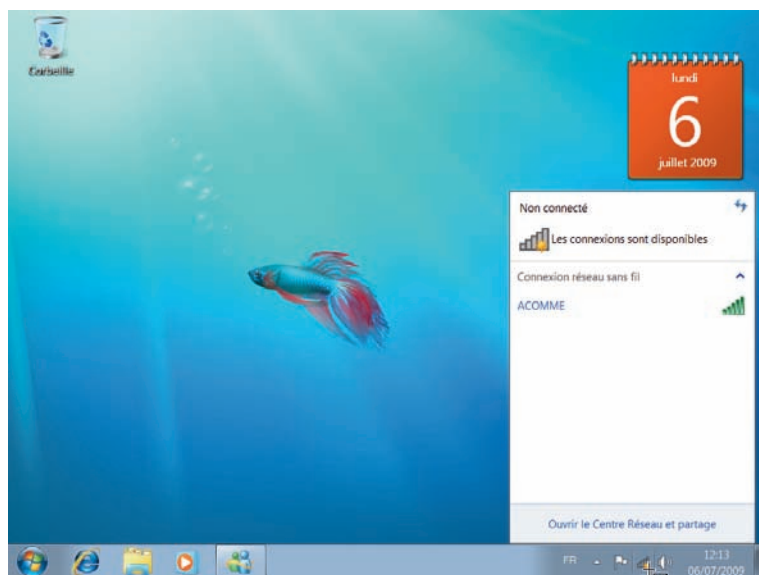 Corbeille
lundi
6
juillet 2009
Non connecté
Les connexions sont disponibles
Connexion réseau sans fil
ACOMME
Ouvrir le Centre Réseau et partage
FR
12:13
06/07/2009